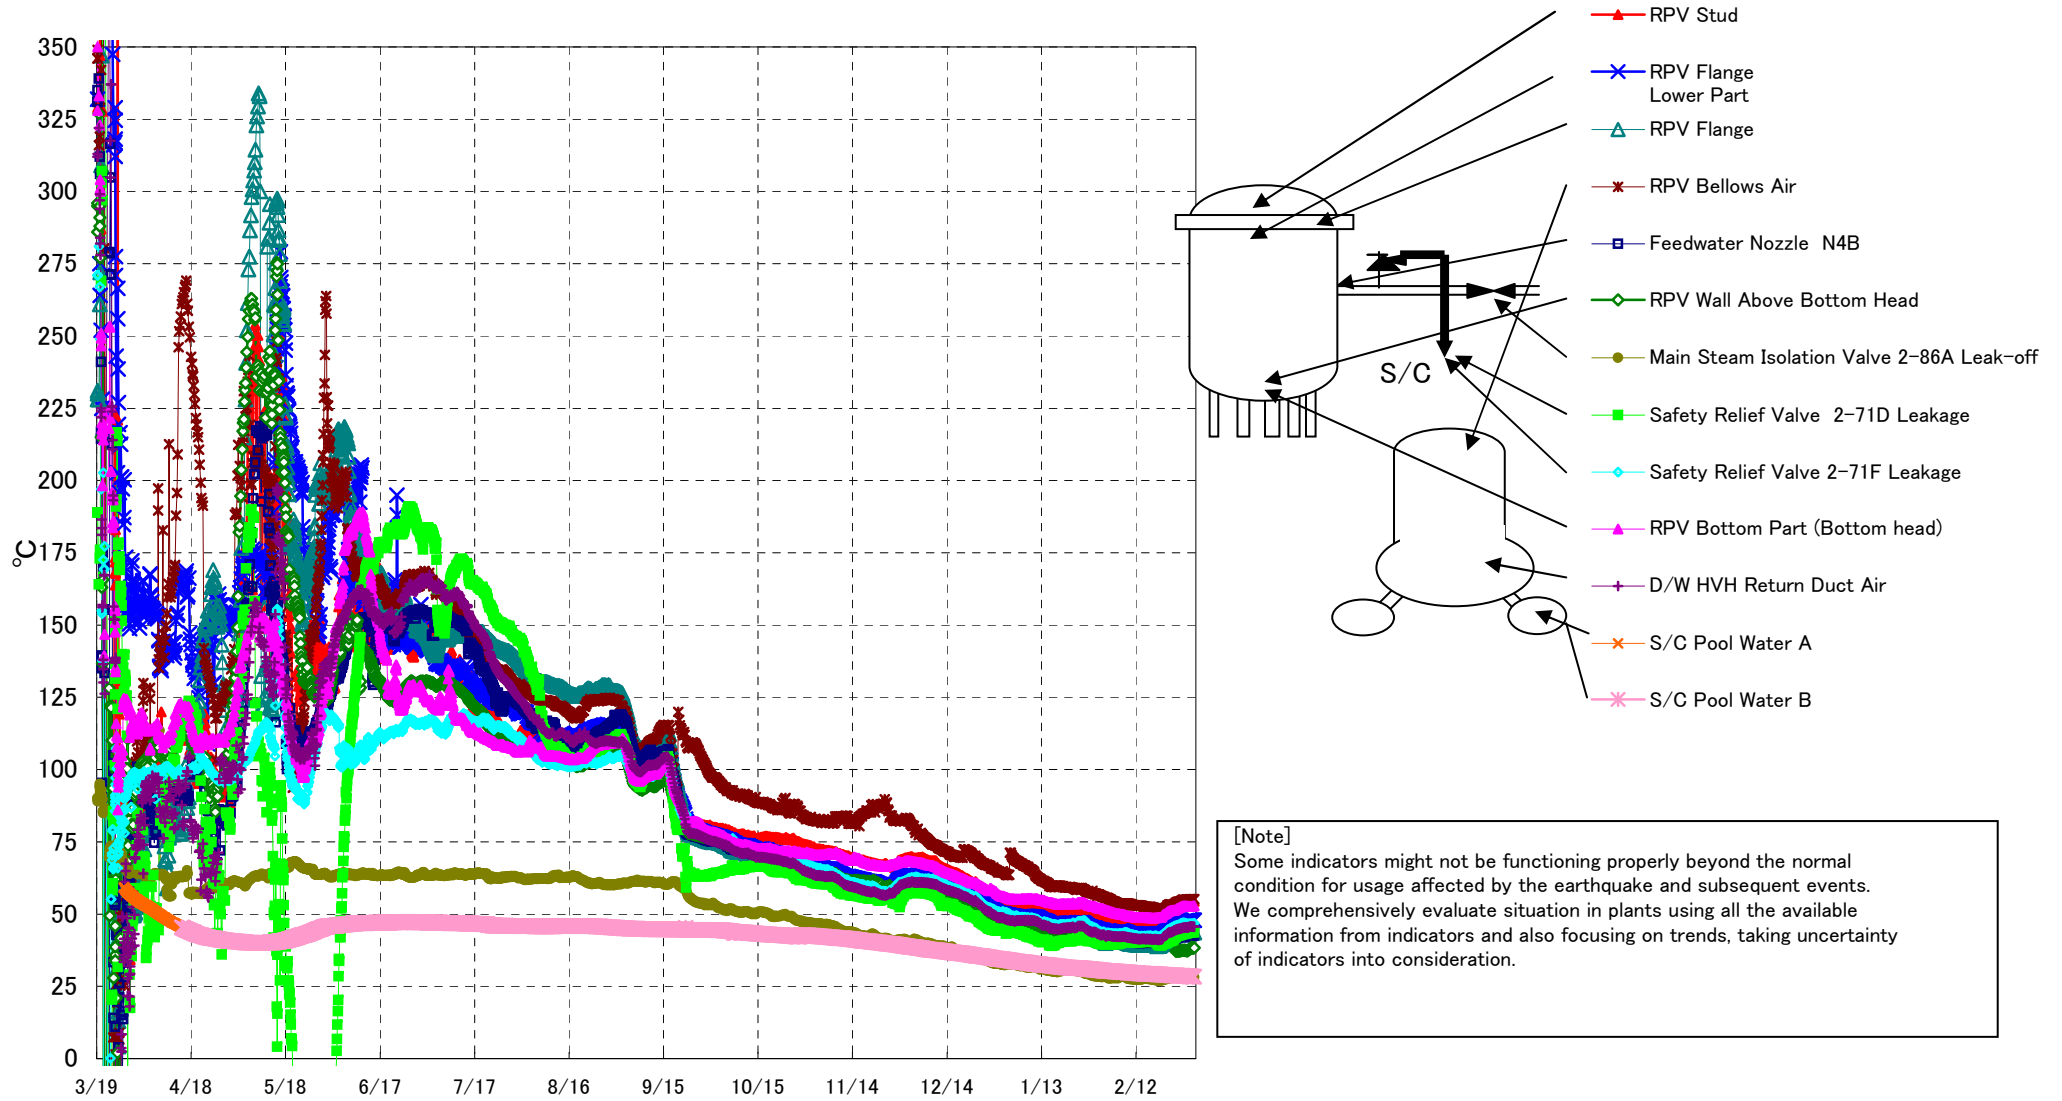 350
325
300
275
250
225
200
175
150
125
100
75
50
25
0
℃
3/19 4/18 5/18 6/17 7/17 8/16 9/15 10/15 11/14 12/14 1/13 2/12
RPV Stud
RPV Flange
Lower Part
RPV Flange
RPV Bellows Air
Feedwater Nozzle N4B
RPV Wall Above Bottom Head
Main Steam Isolation Valve 2-86A Leak-off
Safety Relief Valve 2-71D Leakage
Safety Relief Valve 2-71F Leakage
RPV Bottom Part (Bottom head)
D/W HVH Return Duct Air
S/C Pool Water A
S/C Pool Water B
S/C
[Note]
Some indicators might not be functioning properly beyond the normal
condition for usage affected by the earthquake and subsequent events.
We comprehensively evaluate situation in plants using all the available
information from indicators and also focusing on trends, taking uncertainty
of indicators into consideration.